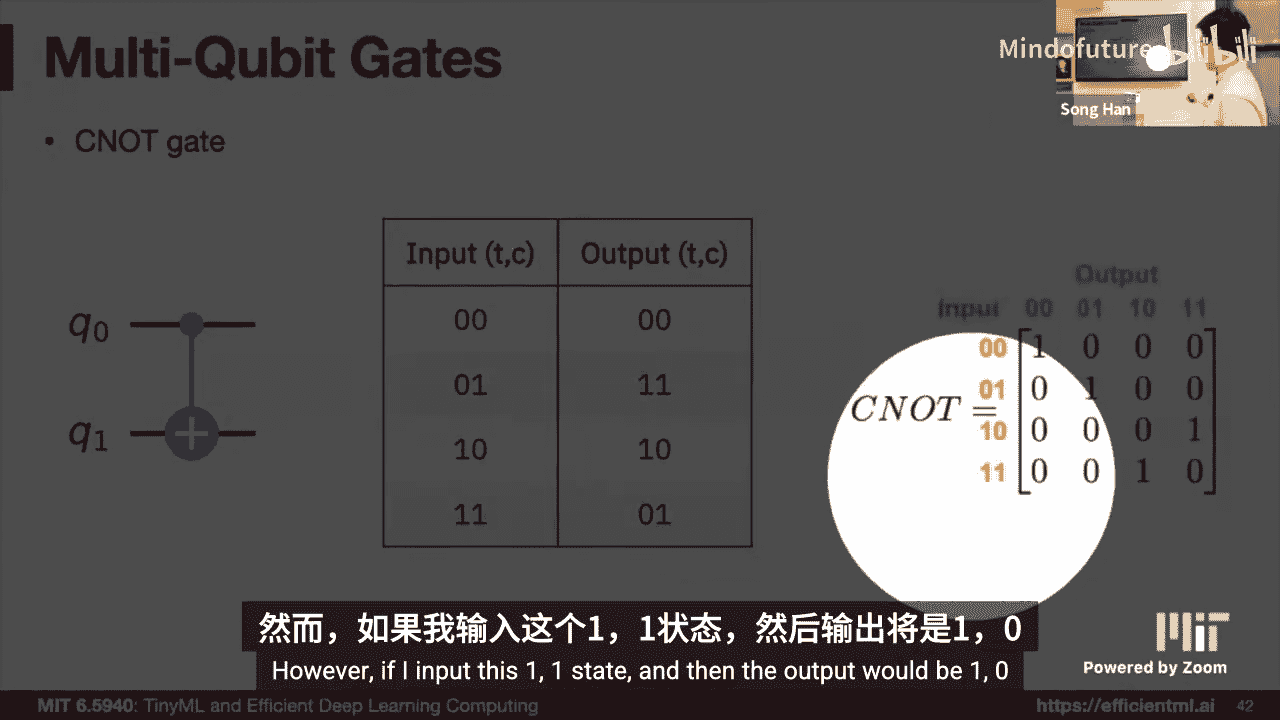 Multi-Qubit Gates
Mindofuture bilibili
Song Han
• CNOT gate
q0
q1
Input (t,c) Output (t,c)
00 00
01 11
10 10
11 01
Output
Input 00 01 10 11
00 1 0 0 0
01 0 1 0 0
CNOT =
10 0 0 0 1
11 0 0 1 0
然而，如果我输入这个1，1状态，然后输出将是1，0
However, if I input this 1, 1 state, and then the output would be 1, 0
MIT
Powered by Zoom
MIT 6.5940: TinyML and Efficient Deep Learning Computing https://efficientml.ai 42